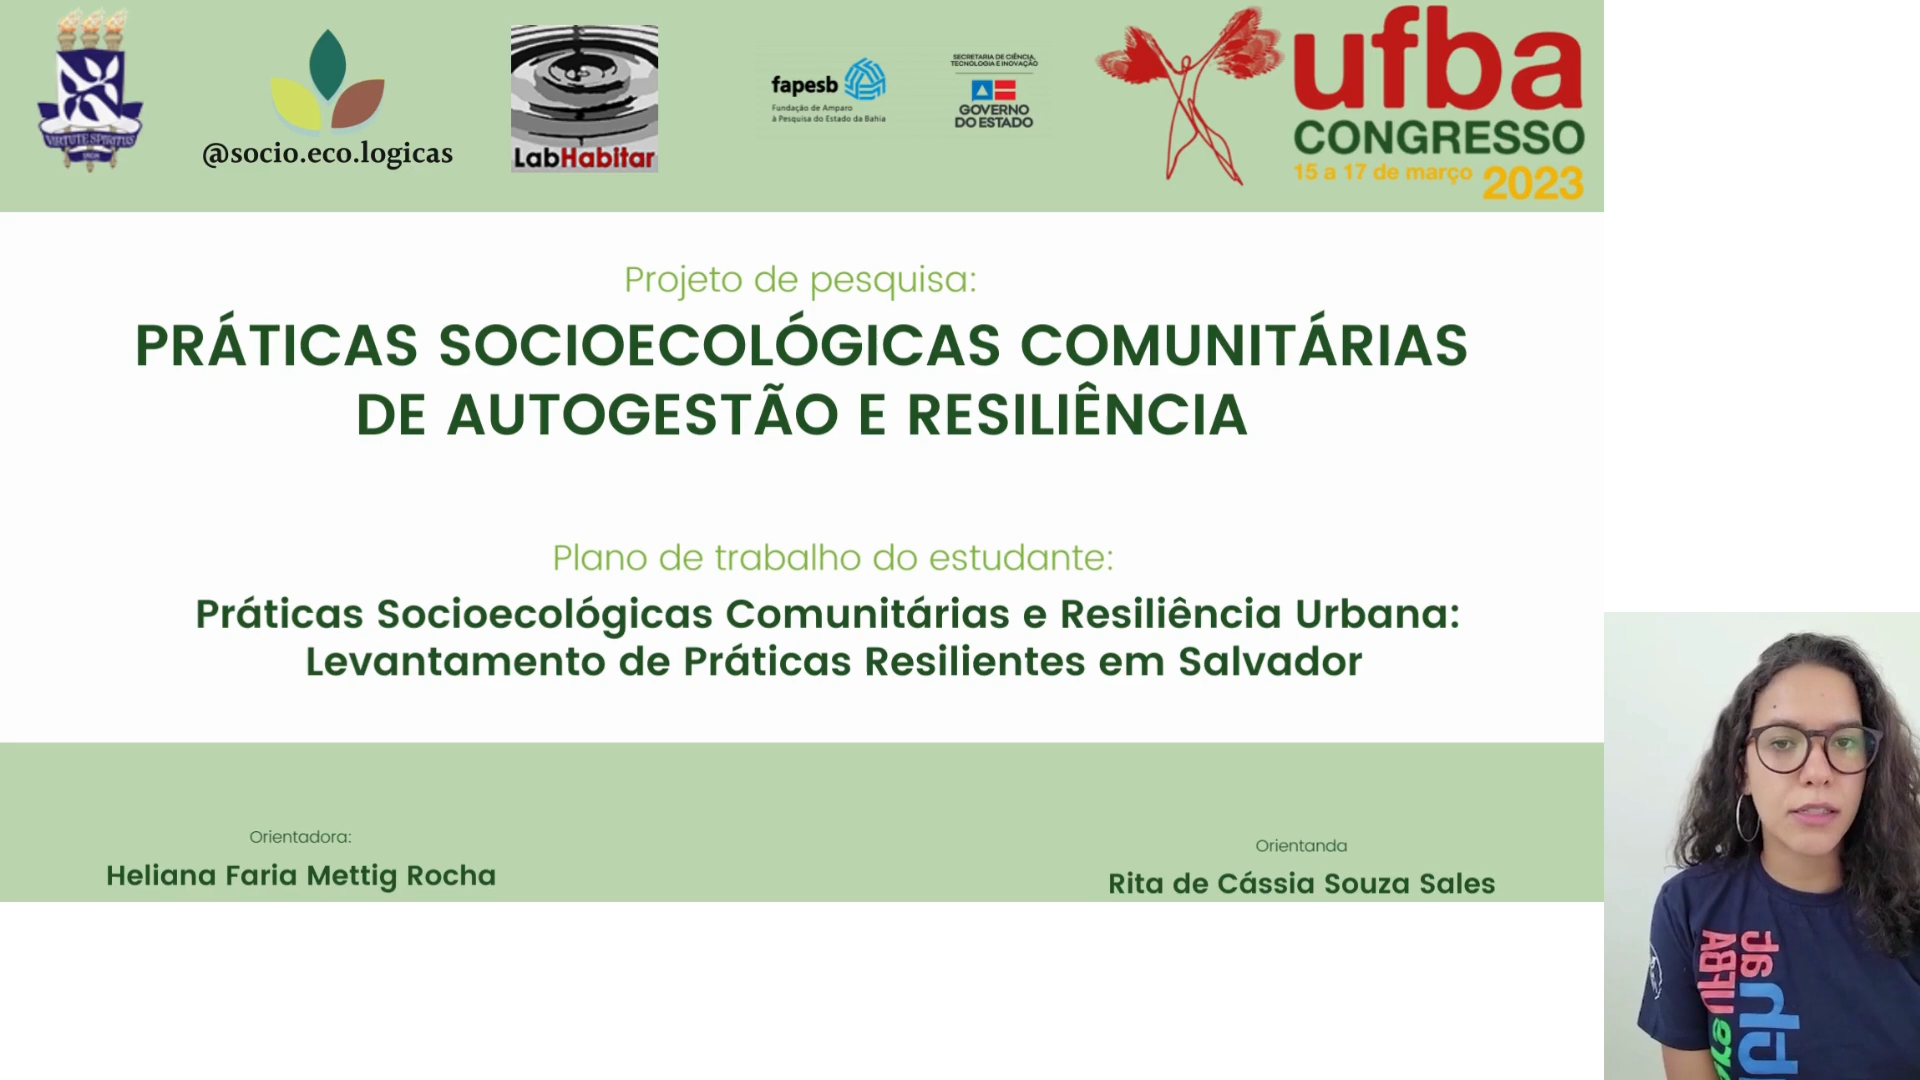 VIRTUTE SPIRITUS
@socio.eco.logicas
LabHabitar
fapesb
Fundação de Amparo
à Pesquisa do Estado da Bahia
SECRETARIA DE CIÊNCIA,
TECNOLOGIA E INOVAÇÃO
GOVERNO
DO ESTADO
ufba
CONGRESSO
15 a 17 de março
2023
Projeto de pesquisa:
PRÁTICAS SOCIOECOLÓGICAS COMUNITÁRIAS
DE AUTOGESTÃO E RESILIÊNCIA
Plano de trabalho do estudante:
Práticas Socioecológicas Comunitárias e Resiliência Urbana:
Levantamento de Práticas Resilientes em Salvador
Orientadora:
Heliana Faria Mettig Rocha
Orientanda
Rita de Cássia Souza Sales